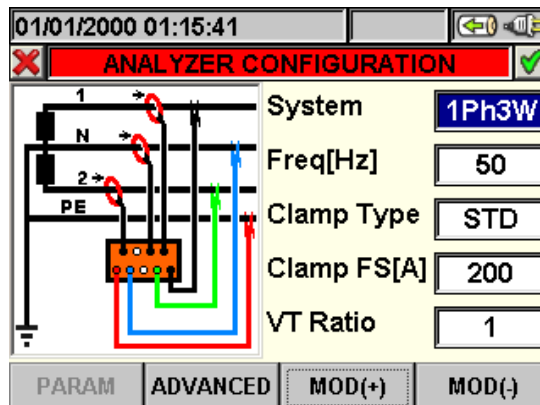 01/01/2000 01:15:41
ANALYZER CONFIGURATION
1
N
2
PE
System 1Ph3W
Freq[Hz] 50
Clamp Type STD
Clamp FS[A] 200
VT Ratio 1
PARAM ADVANCED MOD(+) MOD(-)